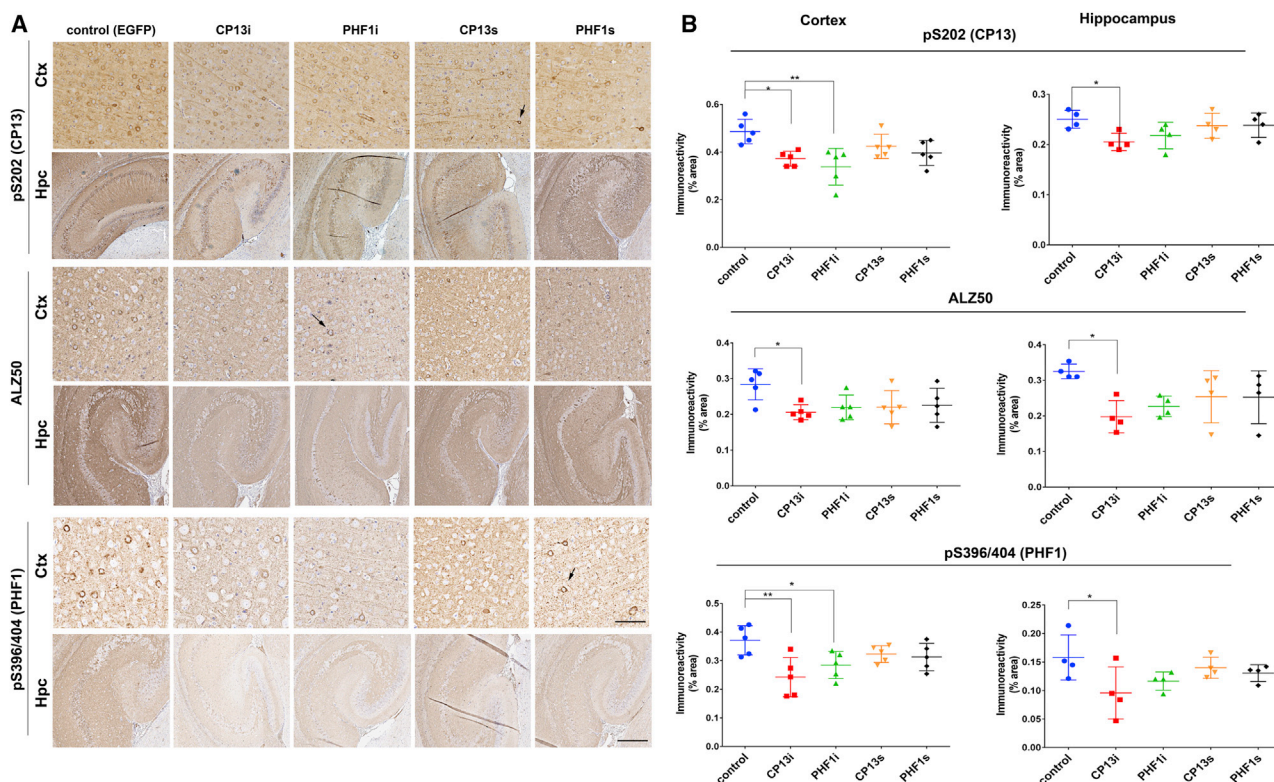 A
control (EGFP) CP13i PHF1i CP13s PHF1s
pS202 (CP13)
Ctx
Hpc
ALZ50
Ctx
Hpc
pS396/404 (PHF1)
Ctx
Hpc
B
Cortex Hippocampus
pS202 (CP13)
Immunoreactivity
(% area)
0.6
0.4
0.2
0.0
**
*
control CP13i PHF1i CP13s PHF1s
Immunoreactivity
(% area)
0.3
0.2
0.1
0.0
*
control CP13i PHF1i CP13s PHF1s
ALZ50
Immunoreactivity
(% area)
0.4
0.3
0.2
0.1
0.0
*
control CP13i PHF1i CP13s PHF1s
Immunoreactivity
(% area)
0.4
0.3
0.2
0.1
0.0
*
control CP13i PHF1i CP13s PHF1s
pS396/404 (PHF1)
Immunoreactivity
(% area)
0.5
0.4
0.3
0.2
0.1
0.0
*
**
control CP13i PHF1i CP13s PHF1s
Immunoreactivity
(% area)
0.25
0.20
0.15
0.10
0.05
0.00
*
control CP13i PHF1i CP13s PHF1s